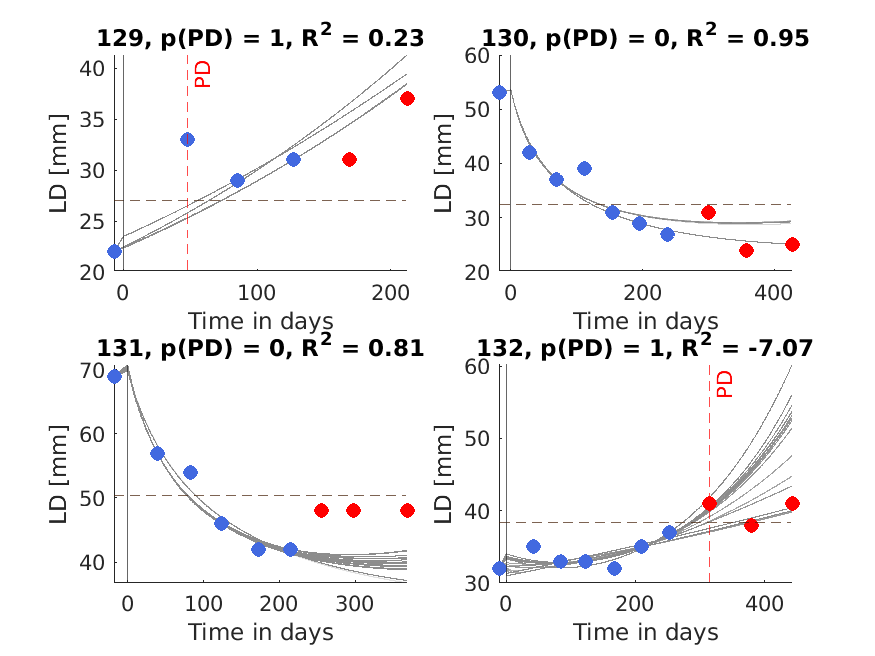 129, p(PD) = 1, R² = 0.23
40
35
30
25
20
LD [mm]
PD
0
100
200
Time in days
130, p(PD) = 0, R² = 0.95
60
50
40
30
20
LD [mm]
0
200
400
Time in days
131, p(PD) = 0, R² = 0.81
70
60
50
40
LD [mm]
0
100
200
300
Time in days
132, p(PD) = 1, R² = -7.07
60
50
40
30
LD [mm]
PD
0
200
400
Time in days